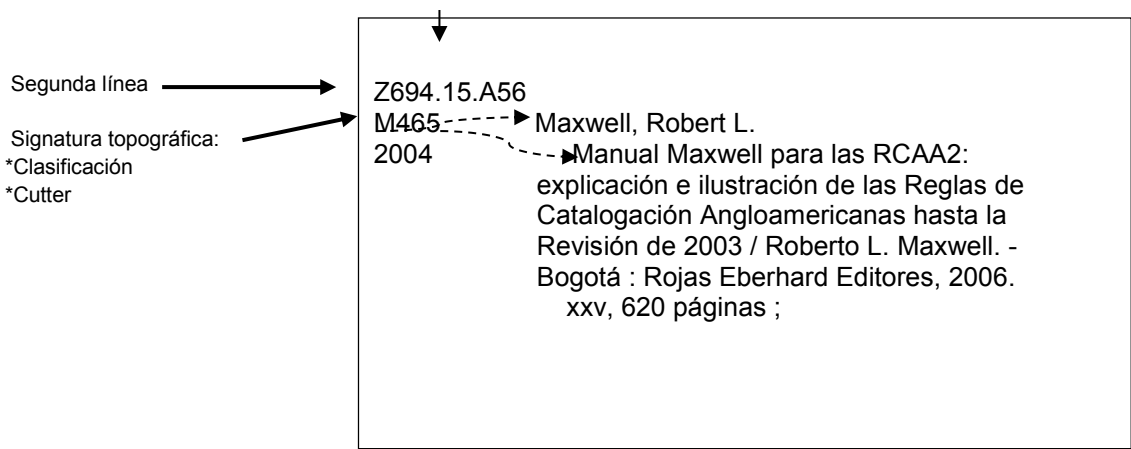 Segunda línea
Signatura topográfica:
*Clasificación
*Cutter
Z694.15.A56
M465 Maxwell, Robert L.
2004 Manual Maxwell para las RCAA2:
explicación e ilustración de las Reglas de
Catalogación Angloamericanas hasta la
Revisión de 2003 / Roberto L. Maxwell. -
Bogotá : Rojas Eberhard Editores, 2006.
xxv, 620 páginas ;